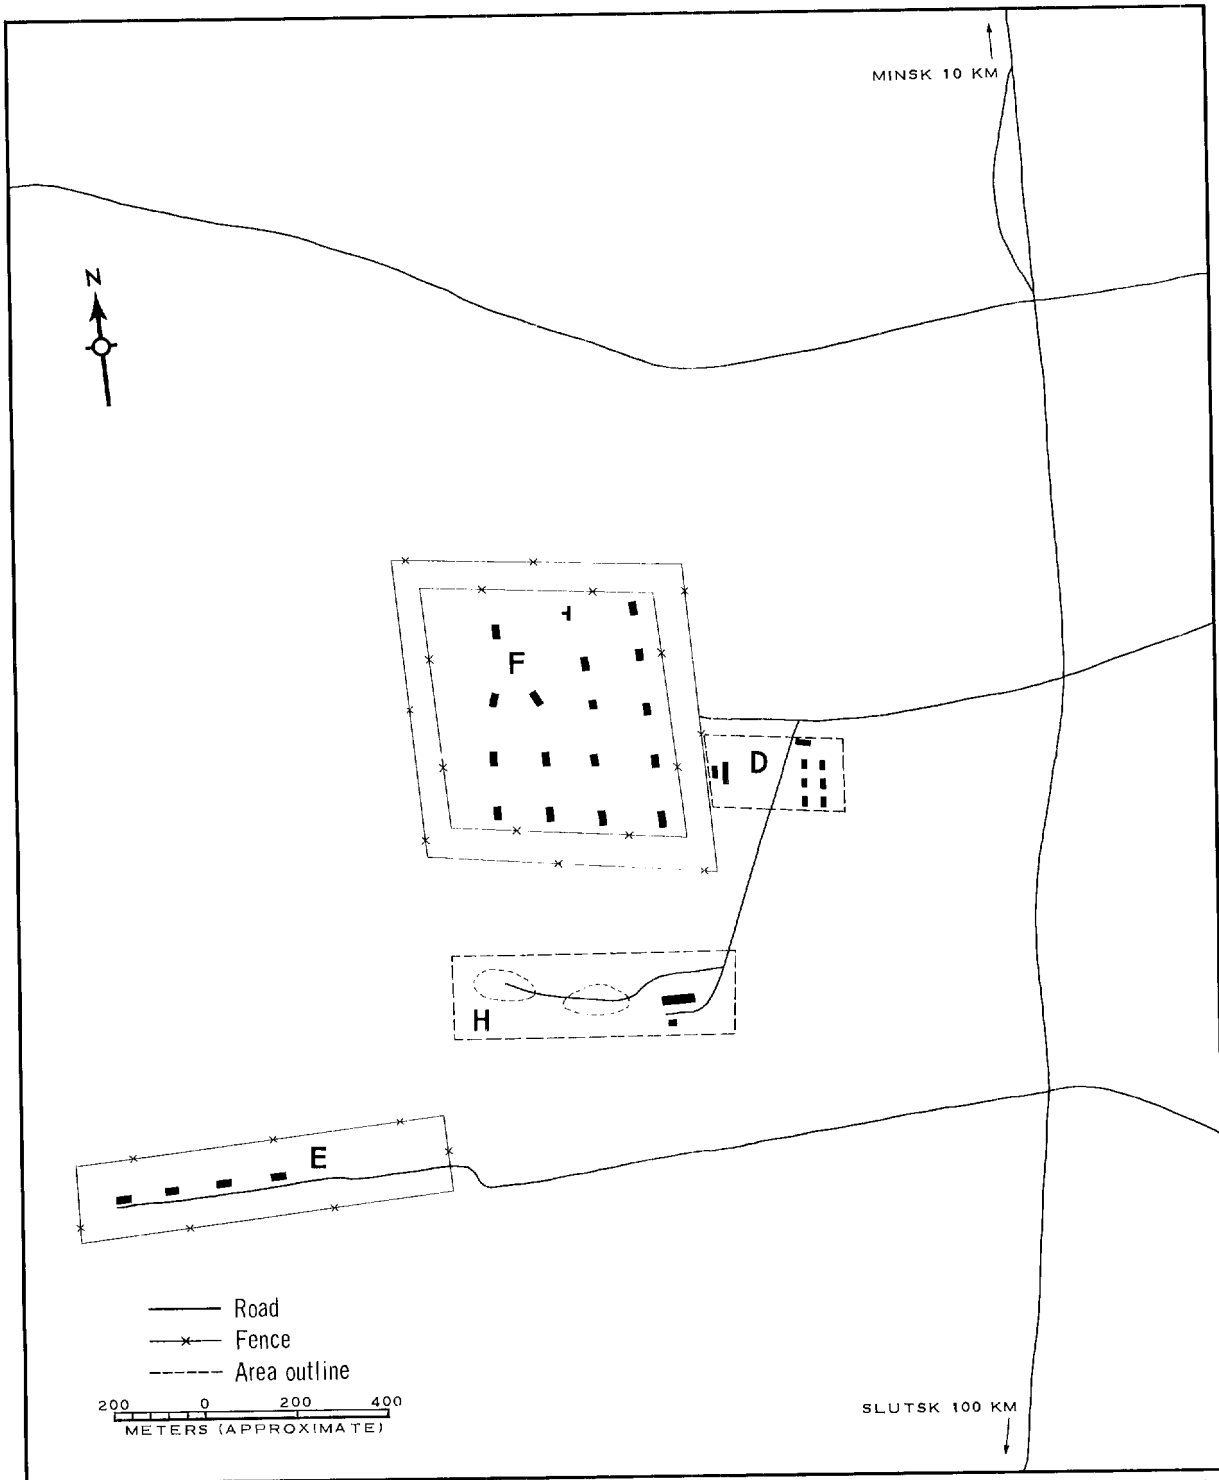 MINSK 10 KM
N
F
D
H
E
Road
Fence
Area outline
200 0 200 400
METERS (APPROXIMATE)
SLUTSK 100 KM